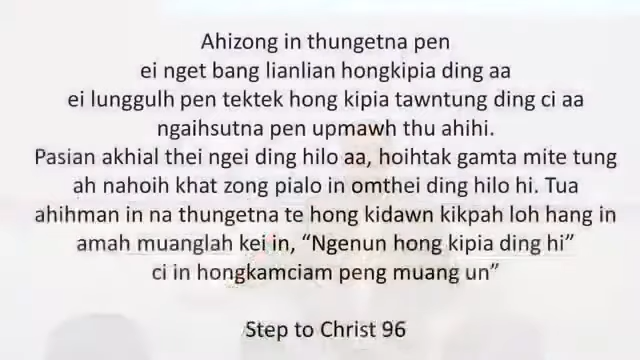 Ahizong in thungetna pen
ei nget bang lianlian hongkipia ding aa
ei lunggulh pen tektek hong kipia tawntung ding ci aa
ngaihsutna pen upmawh thu ahihi.
Pasian akhial thei ngei ding hilo aa, hoihtak gamta mite tung
ah nahoih khat zong pialo in omthei ding hilo hi. Tua
ahihman in na thungetna te hong kidawn kikpah loh hang in
amah muanglah kei in, “Ngenun hong kipia ding hi”
ci in hongkamciam peng muang un”
Step to Christ 96